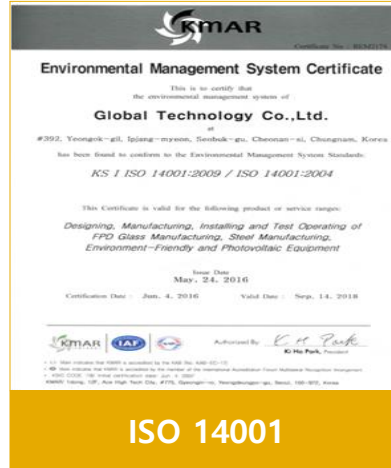 KMAR
Certificate No :
Environmental Management System Certificate
This is to certify that
the environmental management system of
Global Technology Co.,Ltd.
at
#392, Yeongok-gil, Ipjang-myeon, Seobuk-gu, Cheonan-si, Chungnam, Korea
has been found to conform to the Environmental Management System Standards:
KS I ISO 14001:2009 / ISO 14001:2004
This Certificate is valid for the following product or service ranges:
Designing, Manufacturing, Installing and Test Operating of
FPD Glass Manufacturing, Steel Manufacturing,
Environment-Friendly and Photovoltaic Equipment
Issue Date
May. 24. 2016
Certification Date : Jun. 4. 2016 Valid Date : Sep. 14. 2018
KMAR IAF Authorized By K. H. Park
Ki Ho Park, President
ISO 14001